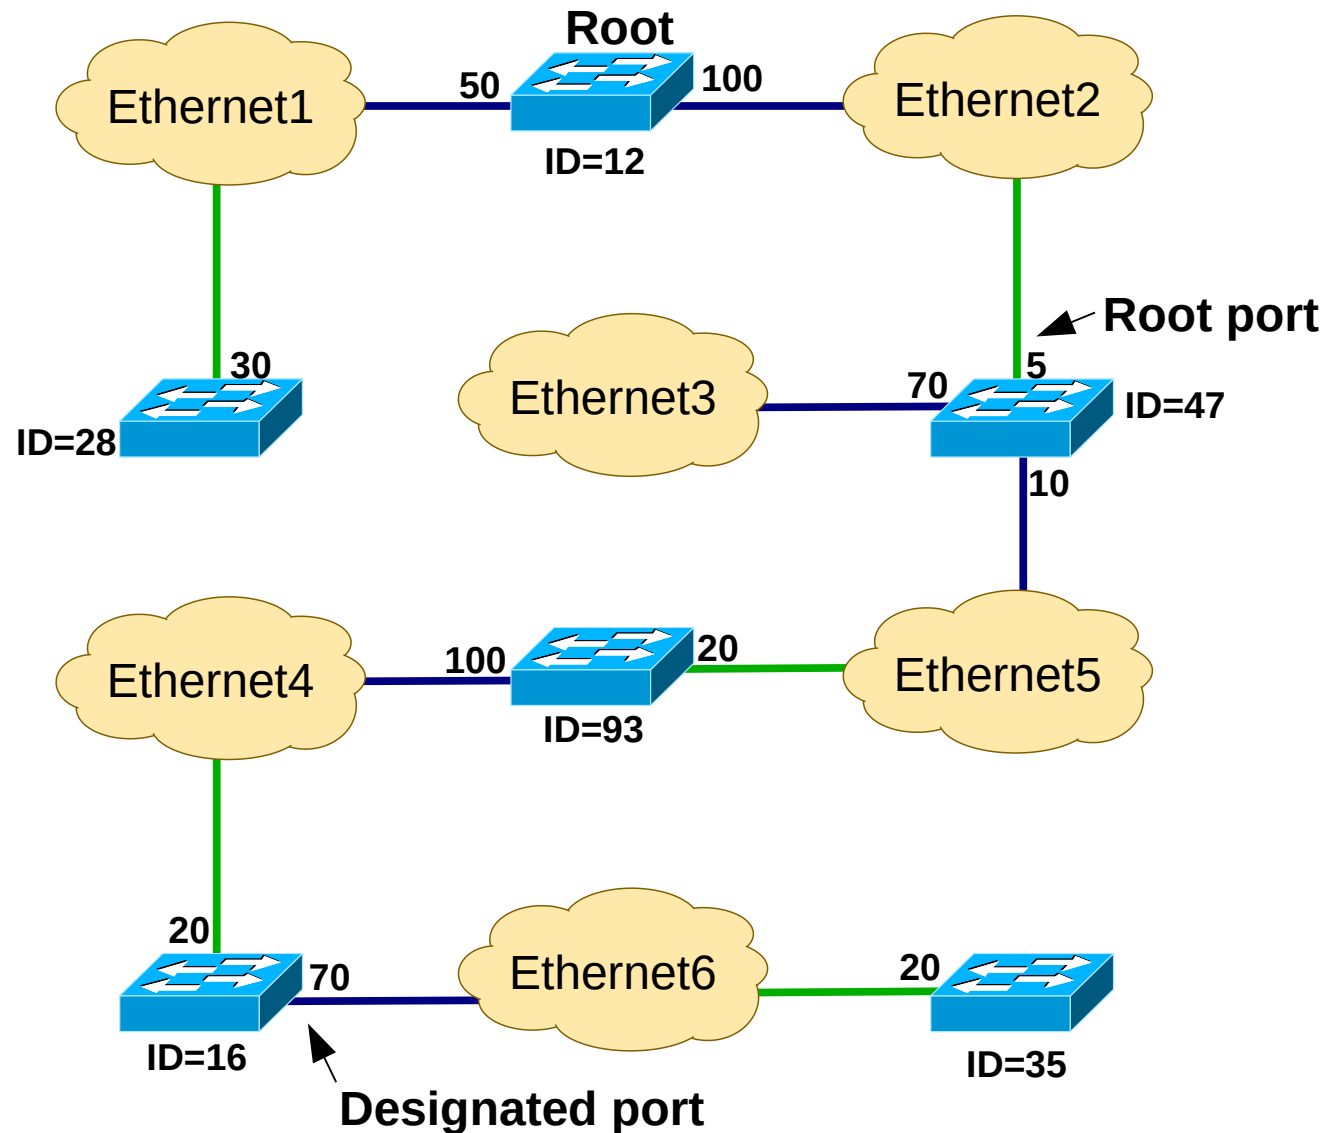 Root
50
100
Ethernet1
Ethernet2
ID=12
Root port
30
5
70
Ethernet3
ID=47
ID=28
10
100
20
Ethernet4
Ethernet5
ID=93
20
70
Ethernet6
20
ID=16
ID=35
Designated port